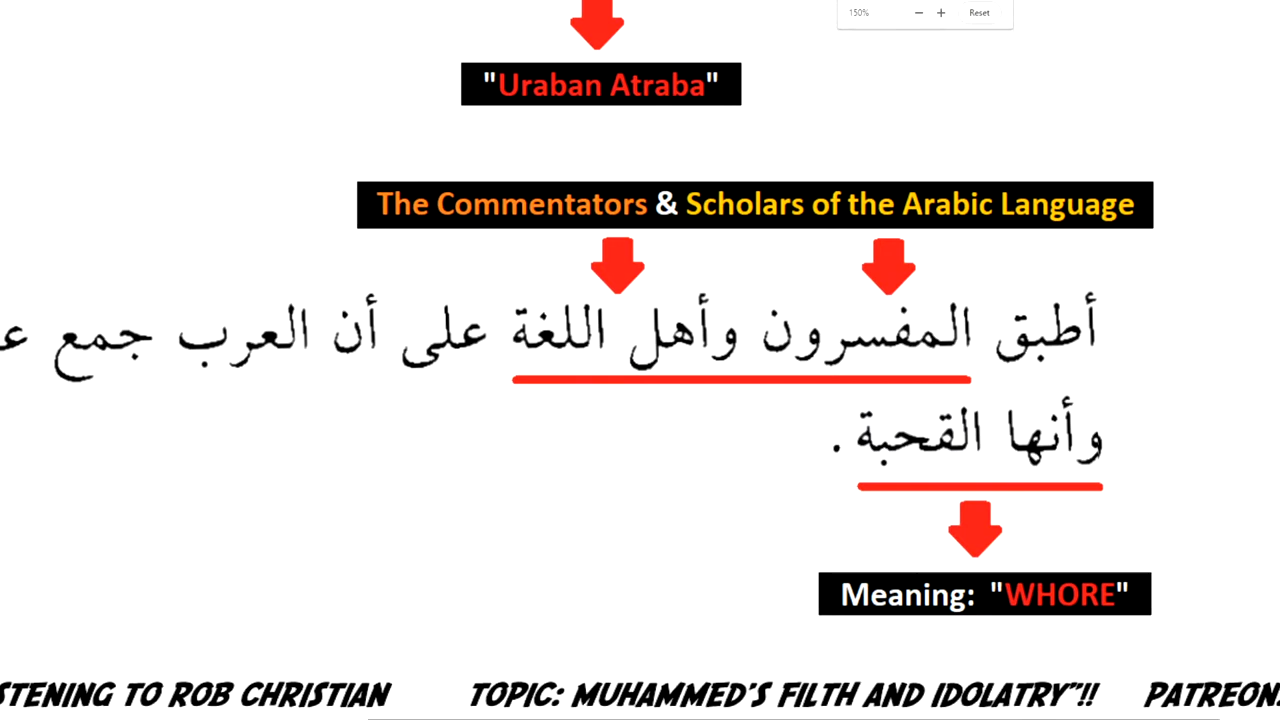 150% − + Reset
"Uraban Atraba"
The Commentators & Scholars of the Arabic Language
أطبق المفسرون وأهل اللغة على أن العرب جمع
وأنها القحبة .
Meaning: "WHORE"
STENING TO ROB CHRISTIAN TOPIC: MUHAMMED'S FILTH AND IDOLATRY"!! PATREON: